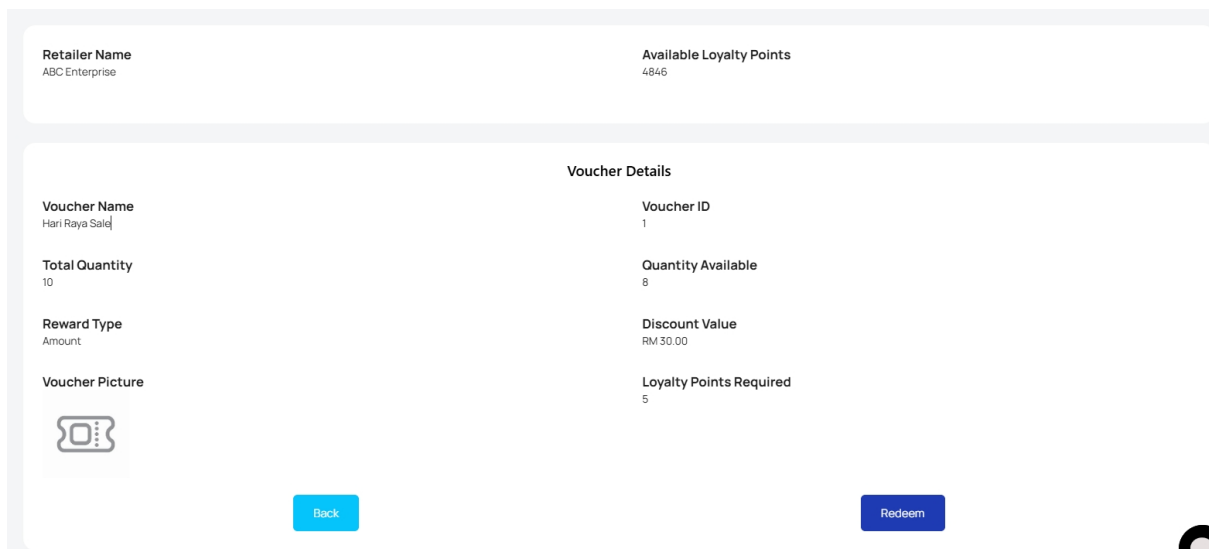 Retailer Name
ABC Enterprise
Available Loyalty Points
4846
Voucher Details
Voucher Name
Hari Raya Sale
Voucher ID
1
Total Quantity
10
Quantity Available
8
Reward Type
Amount
Discount Value
RM 30.00
Voucher Picture
Loyalty Points Required
5
Back
Redeem